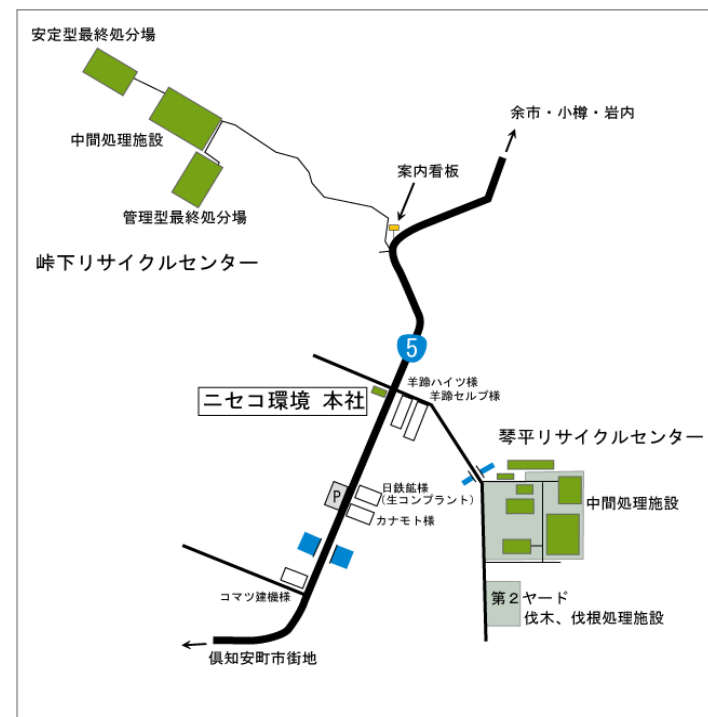 安定型最終処分場
余市・小樽・岩内
中間処理施設
案内看板
管理型最終処分場
峠下リサイクルセンター
5
羊蹄ハイツ様
羊蹄セルプ様
ニセコ環境 本社
琴平リサイクルセンター
日鉄鉱様
(生コンプラント)
P
中間処理施設
カナモト様
コマツ建機様
第2ヤード
伐木、伐根処理施設
倶知安町市街地